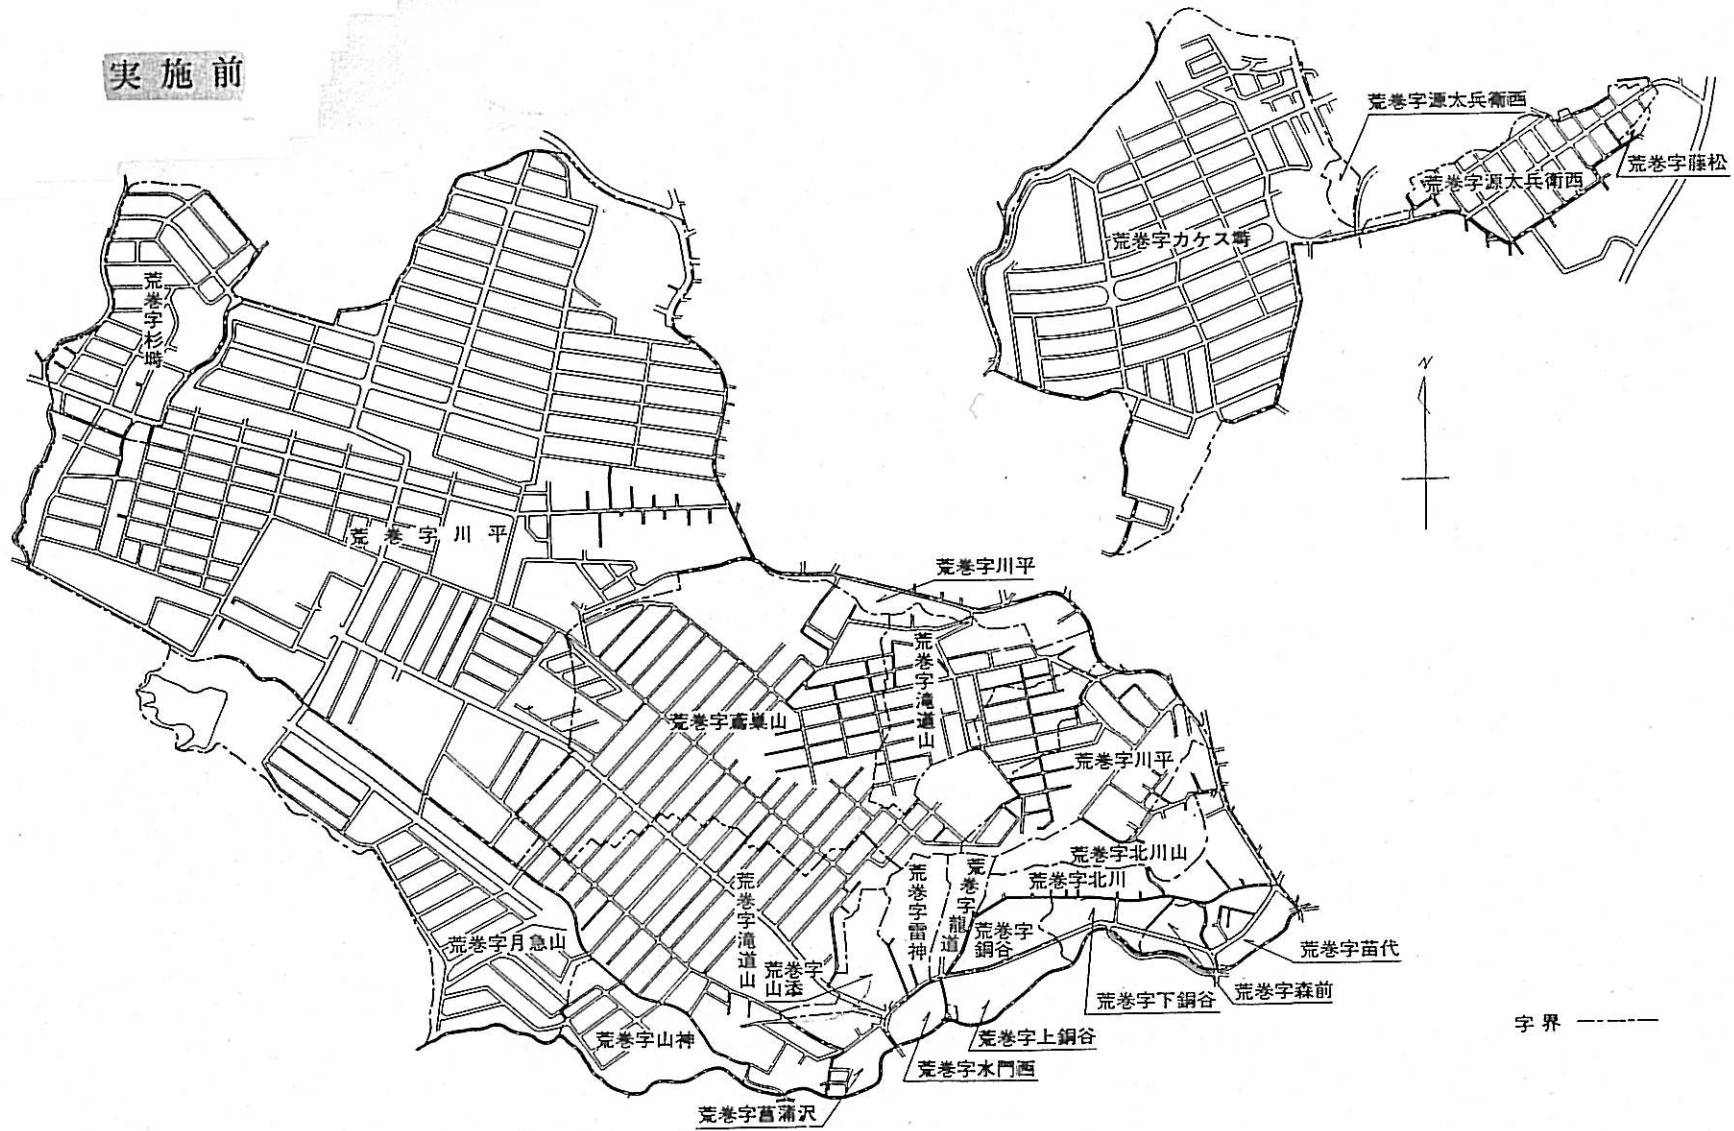 実施前
荒巻字源太兵衛西
荒巻字藤松
荒巻字源太兵衛西
荒巻字カケス塒
荒巻字杉塒
N
荒巻字川平
荒巻字川平
荒巻字滝道山
荒巻字鳶巣山
荒巻字川平
荒巻字北川山
荒巻字北川
荒巻字滝道山
荒巻字雷神
荒巻字龍道
荒巻字
銅谷
荒巻字月急山
荒巻字
山添
荒巻字苗代
荒巻字森前
荒巻字下銅谷
荒巻字上銅谷
荒巻字山神
荒巻字水門西
荒巻字菖蒲沢
字界